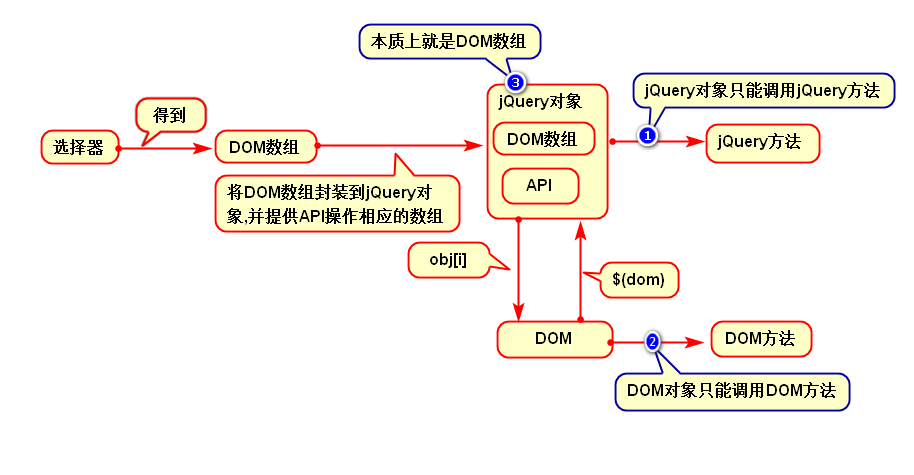 本质上就是DOM数组
3
jQuery对象只能调用jQuery方法
得到
jQuery对象
1
选择器
DOM数组
DOM数组
jQuery方法
将DOM数组封装到jQuery对
象,并提供API操作相应的数组
API
obj[i]
$(dom)
DOM
2
DOM方法
DOM对象只能调用DOM方法